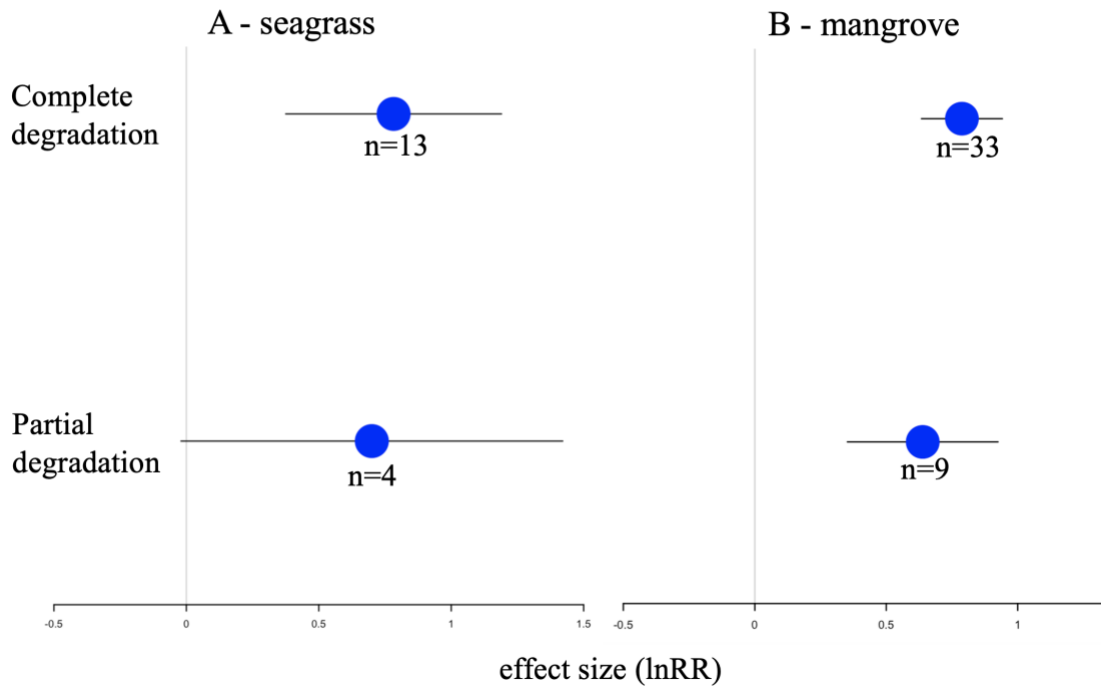 A - seagrass
B - mangrove
Complete
degradation
n=13
n=33
Partial
degradation
n=4
n=9
-0.5 0 0.5 1 1.5
-0.5 0 0.5 1
effect size (lnRR)